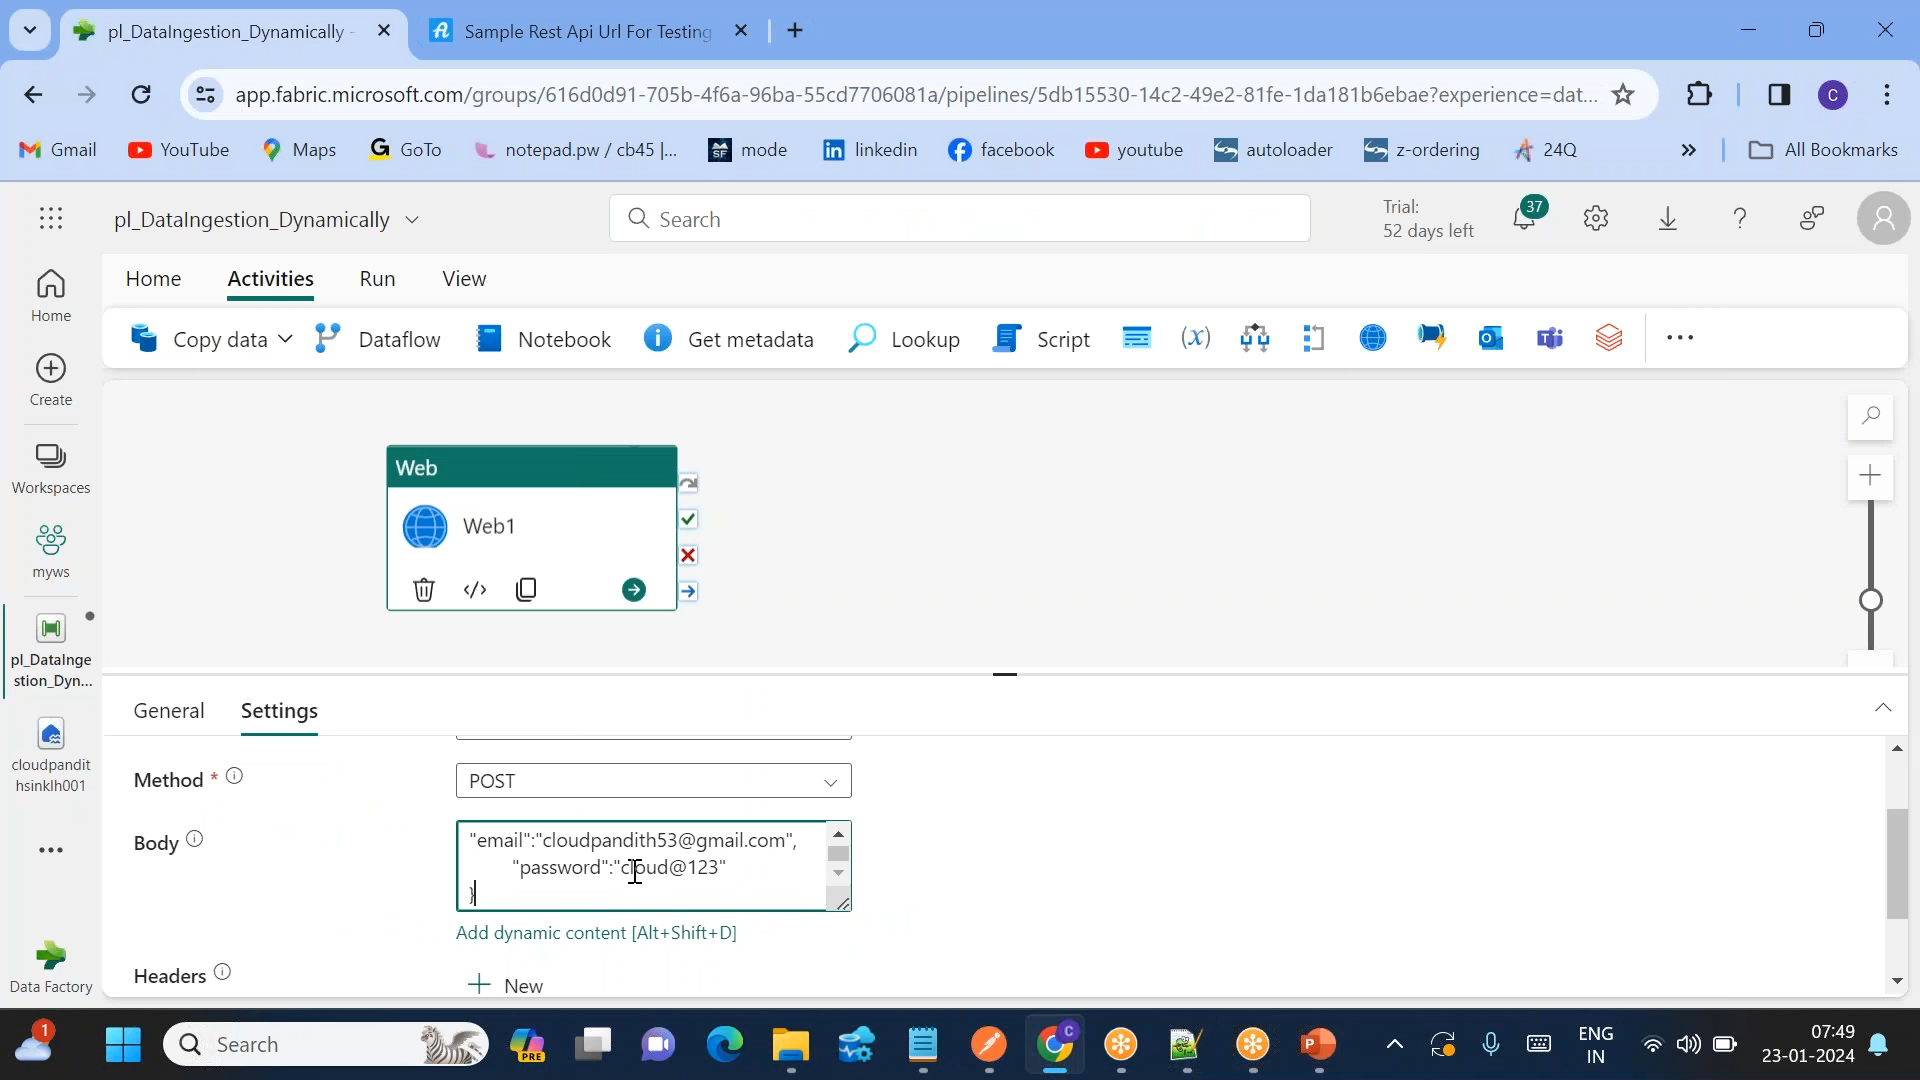 pl_DataIngestion_Dynamically -
Sample Rest Api Url For Testing
app.fabric.microsoft.com/groups/616d0d91-705b-4f6a-96ba-55cd7706081a/pipelines/5db15530-14c2-49e2-81fe-1da181b6ebae?experience=dat...
C
Gmail
YouTube
Maps
GoTo
notepad.pw / cb45 |...
mode
linkedin
facebook
youtube
autoloader
z-ordering
24Q
All Bookmarks
pl_DataIngestion_Dynamically
Search
Trial:
52 days left
37
Home
Activities
Run
View
Copy data
Dataflow
Notebook
Get metadata
Lookup
Script
(x)
Home
Create
Workspaces
myws
pl_DataInge
stion_Dyn...
cloudpandit
hsinklh001
Data Factory
Web
Web1
General
Settings
Method *
POST
Body
"email":"cloudpandith53@gmail.com",
"password":"cloud@123"
}
Add dynamic content [Alt+Shift+D]
Headers
New
1
Search
PRE
C
ENG
IN
07:49
23-01-2024